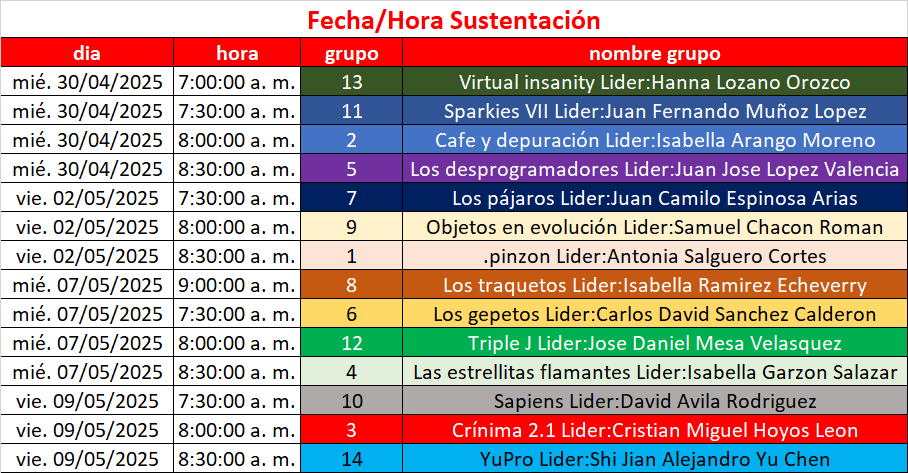 Fecha/Hora Sustentación
dia hora grupo nombre grupo
mié. 30/04/2025 7:00:00 a. m. 13 Virtual insanity Lider:Hanna Lozano Orozco
mié. 30/04/2025 7:30:00 a. m. 11 Sparkies VII Lider:Juan Fernando Muñoz Lopez
mié. 30/04/2025 8:00:00 a. m. 2 Cafe y depuración Lider:Isabella Arango Moreno
mié. 30/04/2025 8:30:00 a. m. 5 Los desprogramadores Lider:Juan Jose Lopez Valencia
vie. 02/05/2025 7:30:00 a. m. 7 Los pájaros Lider:Juan Camilo Espinosa Arias
vie. 02/05/2025 8:00:00 a. m. 9 Objetos en evolución Lider:Samuel Chacon Roman
vie. 02/05/2025 8:30:00 a. m. 1 .pinzon Lider:Antonia Salguero Cortes
mié. 07/05/2025 9:00:00 a. m. 8 Los traquetos Lider:Isabella Ramirez Echeverry
mié. 07/05/2025 7:30:00 a. m. 6 Los gepetos Lider:Carlos David Sanchez Calderon
mié. 07/05/2025 8:00:00 a. m. 12 Triple J Lider:Jose Daniel Mesa Velasquez
mié. 07/05/2025 8:30:00 a. m. 4 Las estrellitas flamantes Lider:Isabella Garzon Salazar
vie. 09/05/2025 7:30:00 a. m. 10 Sapiens Lider:David Avila Rodriguez
vie. 09/05/2025 8:00:00 a. m. 3 Crínima 2.1 Lider:Cristian Miguel Hoyos Leon
vie. 09/05/2025 8:30:00 a. m. 14 YuPro Lider:Shi Jian Alejandro Yu Chen